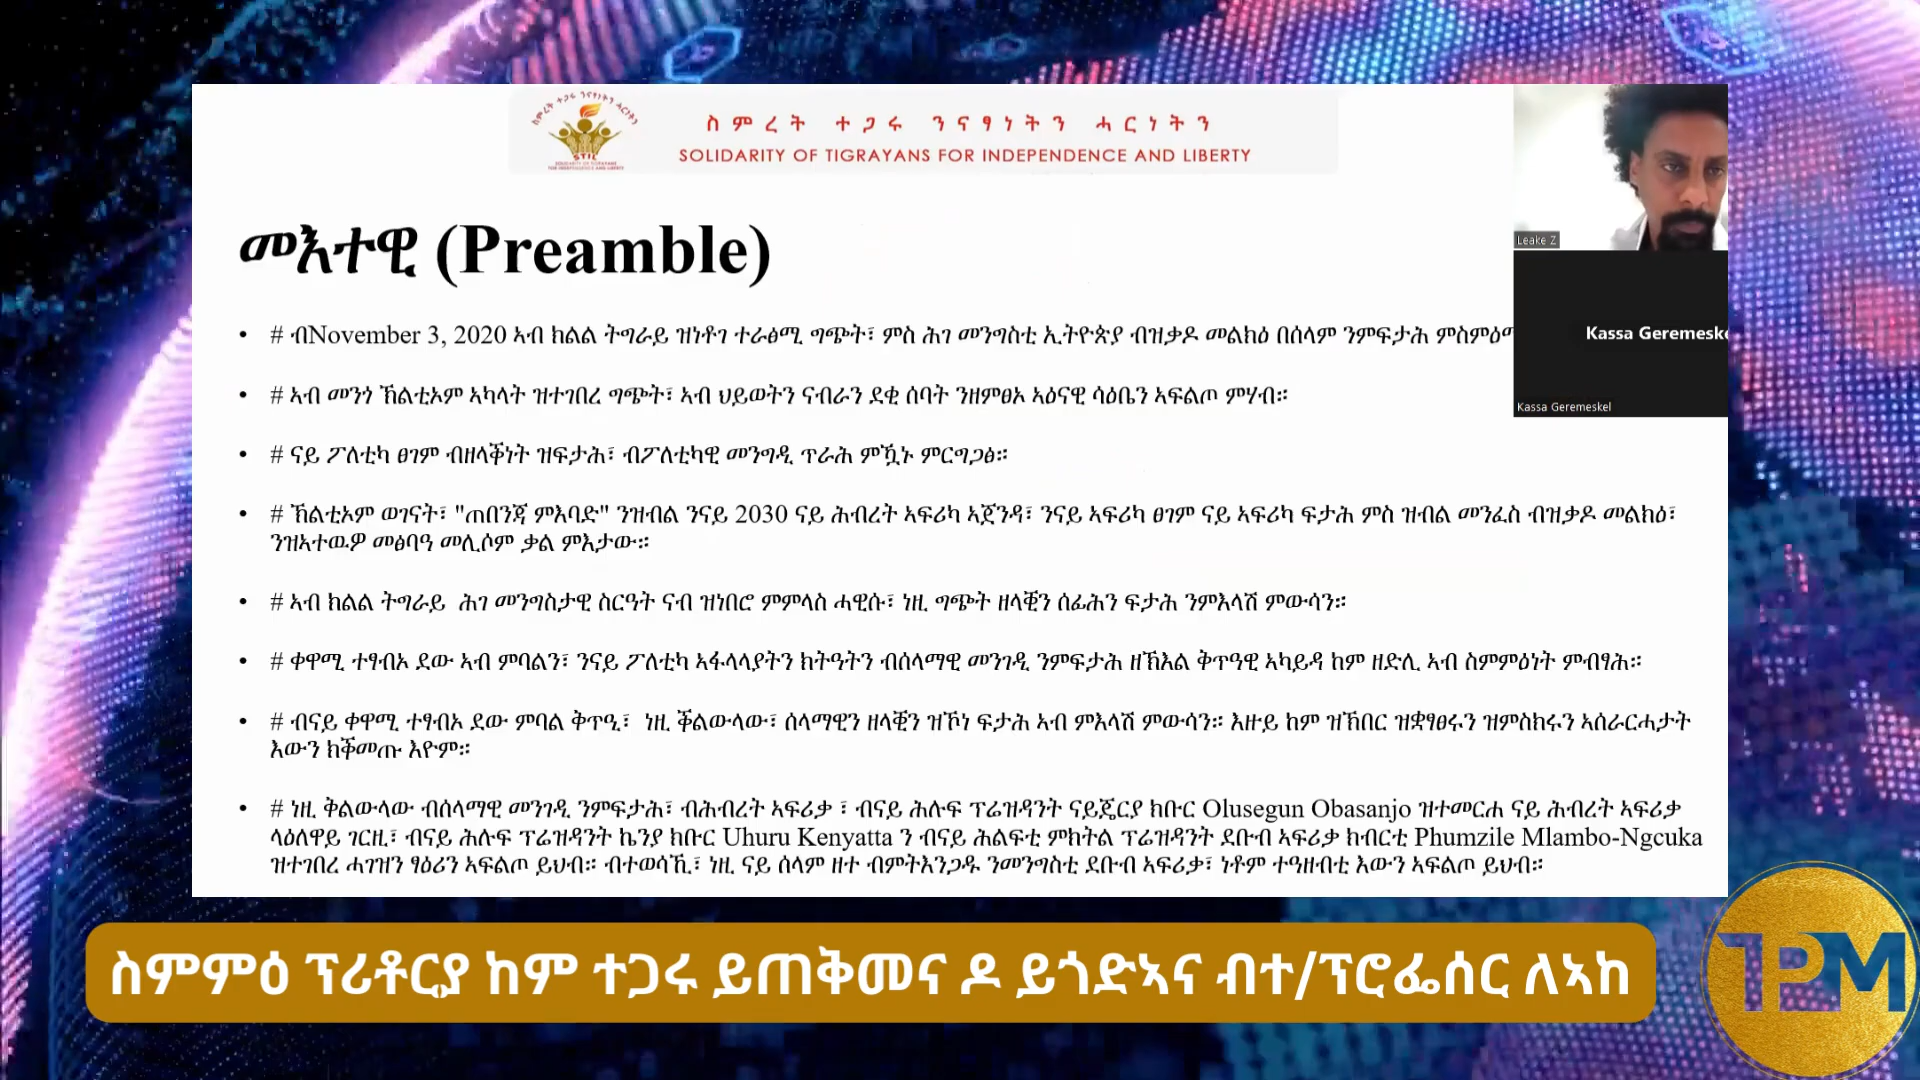 ስምረት ተጋሩ ንናፃነትን ሓርነትን
STIL
SOLIDARITY OF TIGRAYANS FOR INDEPENDENCE AND LIBERTY
መእተዊ (Preamble)
• # ብNovember 3, 2020 ኣብ ክልል ትግራይ ዝነቶገ ተራፅሚ ግጭት፣ ምስ ሕገ መንግስቲ ኢትዮጵያ ብዝቃዶ መልክዕ በሰላም ንምፍታሕ
• # ኣብ መንጎ ኽልቲኦም ኣካላት ዝተገበረ ግጭት፣ ኣብ ህይወትን ናብራን ደቂ ሰባት ንዘምፀኦ ኣዕናዊ ሳዕቤን ኣፍልጦ ምሃብ።
• # ናይ ፖለቲካ ፀገም ብዘላቕነት ዝፍታሕ፣ ብፖለቲካዊ መንግዲ ጥራሕ ምዃኑ ምርግጋፅ።
• # ኽልቲኦም ወገናት፣ "ጠበንጃ ምእባድ" ንዝብል ንናይ 2030 ናይ ሕብረት ኣፍሪካ ኣጀንዳ፣ ንናይ ኣፍሪካ ፀገም ናይ ኣፍሪካ ፍታሕ ምስ ዝብል መንፈስ ብዝቃዶ መልክዕ፣
ንዝኣተዉዎ መፅባዓ መሊሶም ቃል ምእታው።
• # ኣብ ክልል ትግራይ ሕገ መንግስታዊ ስርዓት ናብ ዝነበሮ ምምላስ ሓዊሱ፣ ነዚ ግጭት ዘላቒን ሰፊሕን ፍታሕ ንምእላሽ ምውሳን።
• # ቀዋሚ ተፃብኦ ደው ኣብ ምባልን፣ ንናይ ፖለቲካ ኣፋላላያትን ክትዓትን ብሰላማዊ መንገዲ ንምፍታሕ ዘኽእል ቅጥዓዊ ኣካይዳ ከም ዘድሊ ኣብ ስምምዕነት ምብፃሕ።
• # ብናይ ቀዋሚ ተፃብኦ ደው ምባል ቅጥዒ፣ ነዚ ቕልውላው፣ ሰላማዊን ዘላቒን ዝኾነ ፍታሕ ኣብ ምእላሽ ምውሳን። እዙይ ከም ዝኽበር ዝቋፃፀሩን ዝምስክሩን ኣሰራርሓታት
እውን ክቕመጡ እዮም።
• # ነዚ ቅልውላው ብሰላማዊ መንገዲ ንምፍታሕ፣ ብሕብረት ኣፍሪቃ ፣ ብናይ ሕሉፍ ፕሬዝዳንት ናይጄርያ ክቡር Olusegun Obasanjo ዝተመርሐ ናይ ሕብረት ኣፍሪቃ
ላዕለዋይ ገርዚ፣ ብናይ ሕሉፍ ፕሬዝዳንት ኬንያ ክቡር Uhuru Kenyatta ን ብናይ ሕልፍቲ ምክትል ፕሬዝዳንት ደቡብ ኣፍሪቃ ክብርቲ Phumzile Mlambo-Ngcuka
ዝተገበረ ሓገዝን ፃዕሪን ኣፍልጦ ይህብ። ብተወሳኺ፣ ነዚ ናይ ሰላም ዘተ ብምትእንጋዱ ንመንግስቲ ደቡብ ኣፍሪቃ፣ ነቶም ተዓዘብቲ እውን ኣፍልጦ ይህብ።
Leake Z
Kassa Geremeske
Kassa Geremeskel
ስምምዕ ፕሪቶርያ ከም ተጋሩ ይጠቅመና ዶ ይጎድኣና ብተ/ፕሮፌሰር ለኣከ
TPM